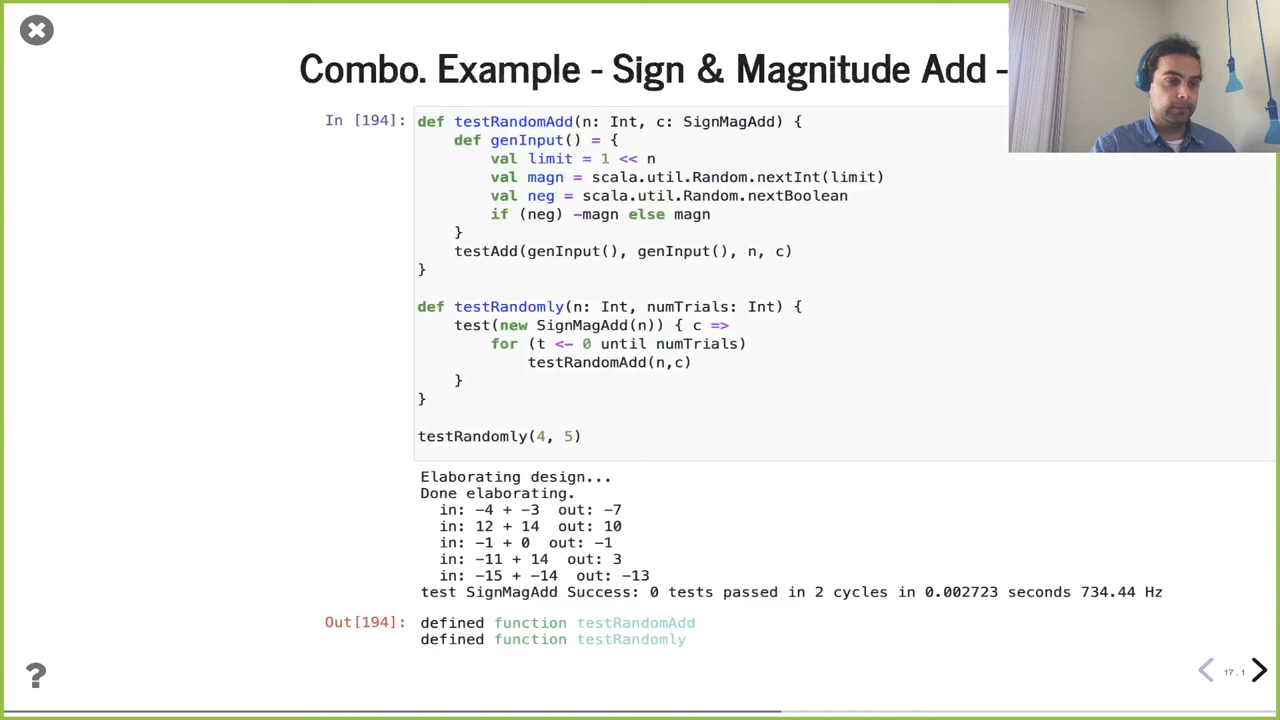 Combo. Example - Sign & Magnitude Add -
In [194]:
def testRandomAdd(n: Int, c: SignMagAdd) {
    def genInput() = {
        val limit = 1 << n
        val magn = scala.util.Random.nextInt(limit)
        val neg = scala.util.Random.nextBoolean
        if (neg) -magn else magn
    }
    testAdd(genInput(), genInput(), n, c)
}
def testRandomly(n: Int, numTrials: Int) {
    test(new SignMagAdd(n)) { c =>
        for (t <- 0 until numTrials)
            testRandomAdd(n,c)
    }
}
testRandomly(4, 5)
Elaborating design...
Done elaborating.
  in: -4 + -3  out: -7
  in: 12 + 14  out: 10
  in: -1 + 0  out: -1
  in: -11 + 14  out: 3
  in: -15 + -14  out: -13
test SignMagAdd Success: 0 tests passed in 2 cycles in 0.002723 seconds 734.44 Hz
Out[194]:
defined function testRandomAdd
defined function testRandomly
?
17 . 1